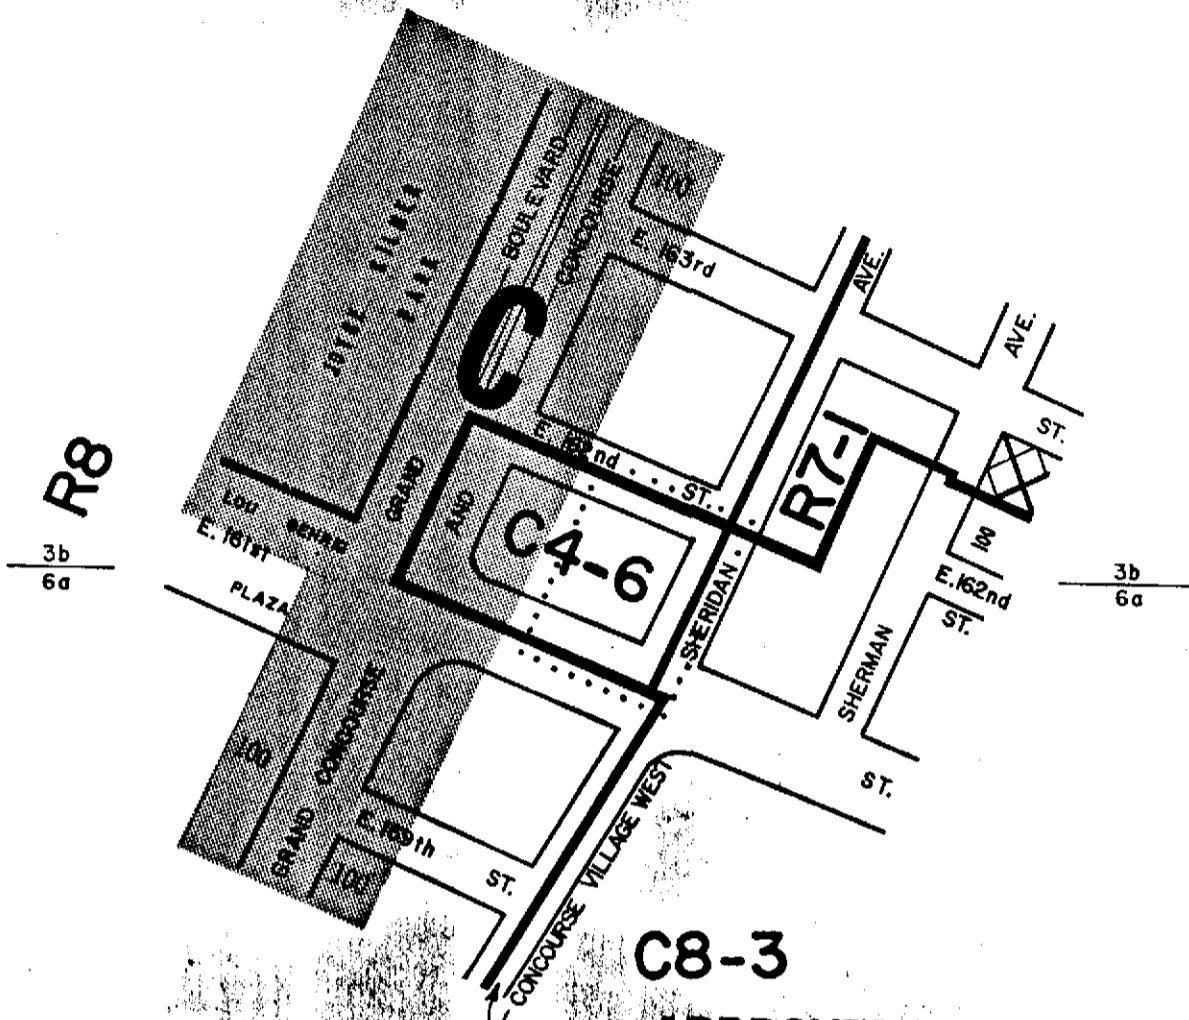 100
BOULEVARD
CONCOURSE
JOYCE KILMER
PARK
E. 163rd
AVE.
AVE.
C
R8
GRAND
AND
E. 162nd
ST.
ST.
R7-1
LOU GEHRIG
E. 161st
PLAZA
C4-6
100
3b
6a
3b
6a
E.162nd
ST.
SHERIDAN
SHERMAN
CONCOURSE
GRAND
100
ST.
E.
ST.
100
CONCOURSE VILLAGE WEST
C8-3